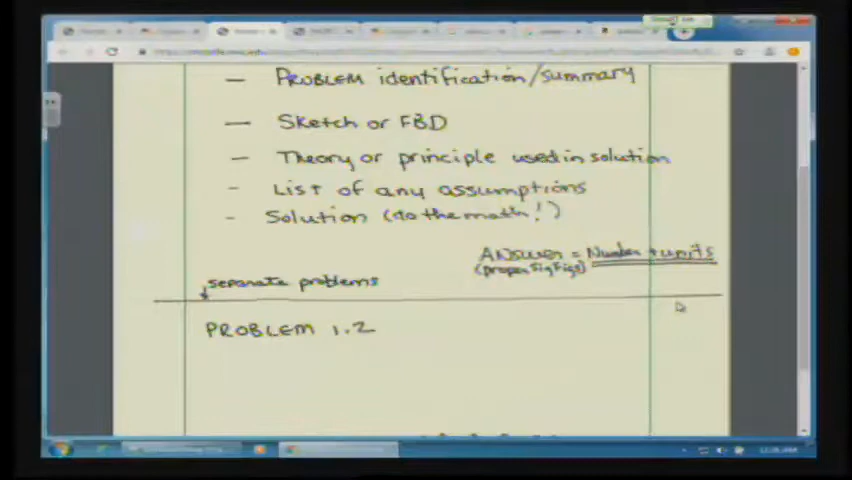 — PROBLEM identification/summary
— Sketch or FBD
— Theory or principle used in solution
- List of any assumptions
- Solution (do the math!)
ANSWER = Number + units
(proper Sig Figs)
separate problems
PROBLEM 1.2